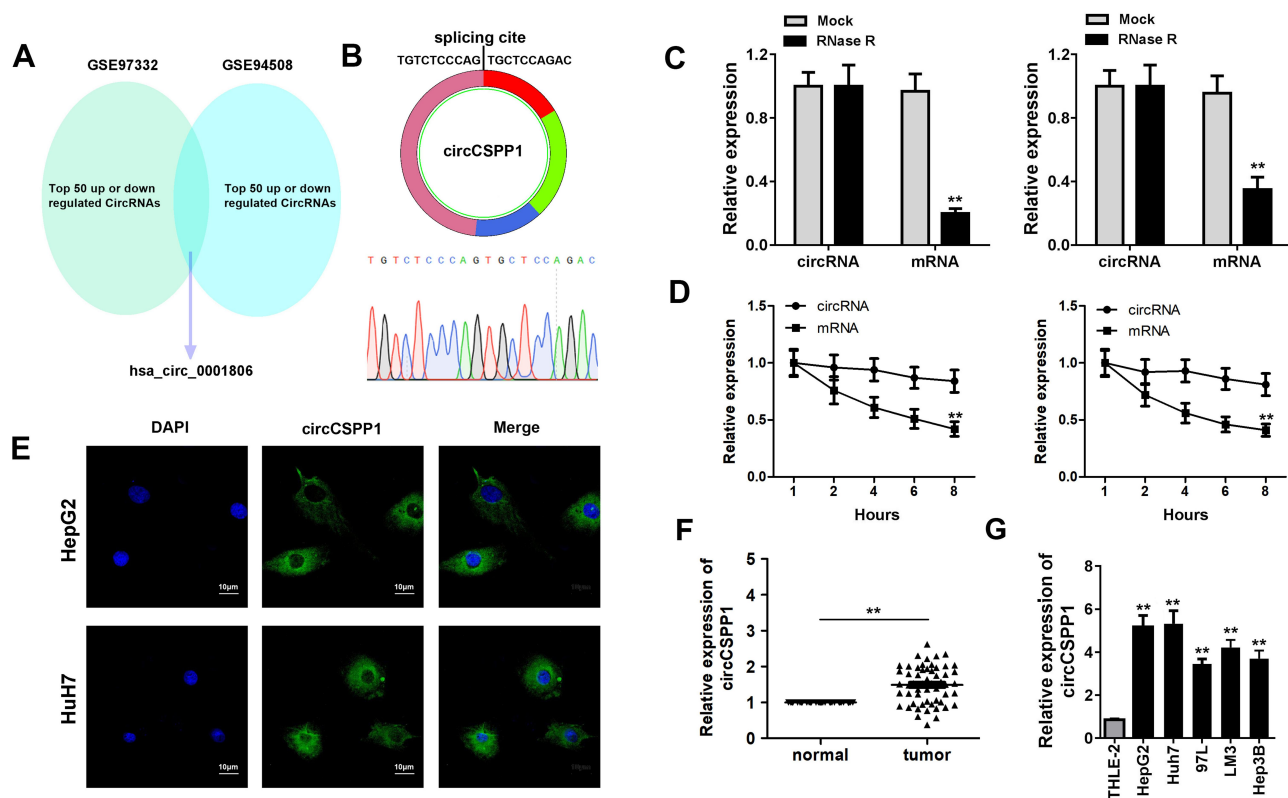 A
GSE97332
GSE94508
Top 50 up or down
regulated CircRNAs
Top 50 up or down
regulated CircRNAs
hsa_circ_0001806
B
splicing cite
TGTCTCCCAG TGCTCCAGAC
circCSPP1
T G T C T C C C A G T G C T C C A G A C
C
Mock
RNase R
Relative expression
1.2
0.8
0.4
0.0
**
circRNA
mRNA
Mock
RNase R
Relative expression
1.2
0.8
0.4
0.0
**
circRNA
mRNA
D
circRNA
mRNA
Relative expression
1.5
1.0
0.5
0.0
**
1 2 4 6 8
Hours
circRNA
mRNA
Relative expression
1.5
1.0
0.5
0.0
**
1 2 4 6 8
Hours
E
DAPI
circCSPP1
Merge
HepG2
10μm
10μm
HuH7
10μm
10μm
F
Relative expression of
circCSPP1
5
4
3
2
1
0
**
normal
tumor
G
Relative expression of
circCSPP1
8
6
4
2
0
**
**
**
**
**
THLE-2
HepG2
Huh7
97L
LM3
Hep3B